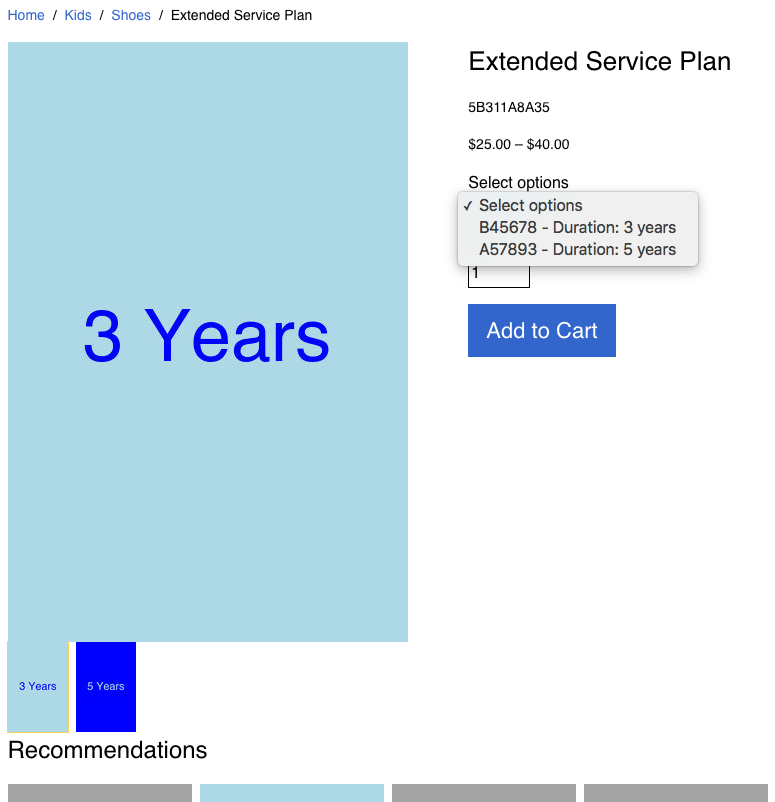 Home / Kids / Shoes / Extended Service Plan
Extended Service Plan
5B311A8A35
$25.00 – $40.00
Select options
✓ Select options
B45678 - Duration: 3 years
A57893 - Duration: 5 years
1
Add to Cart
3 Years
3 Years
5 Years
Recommendations